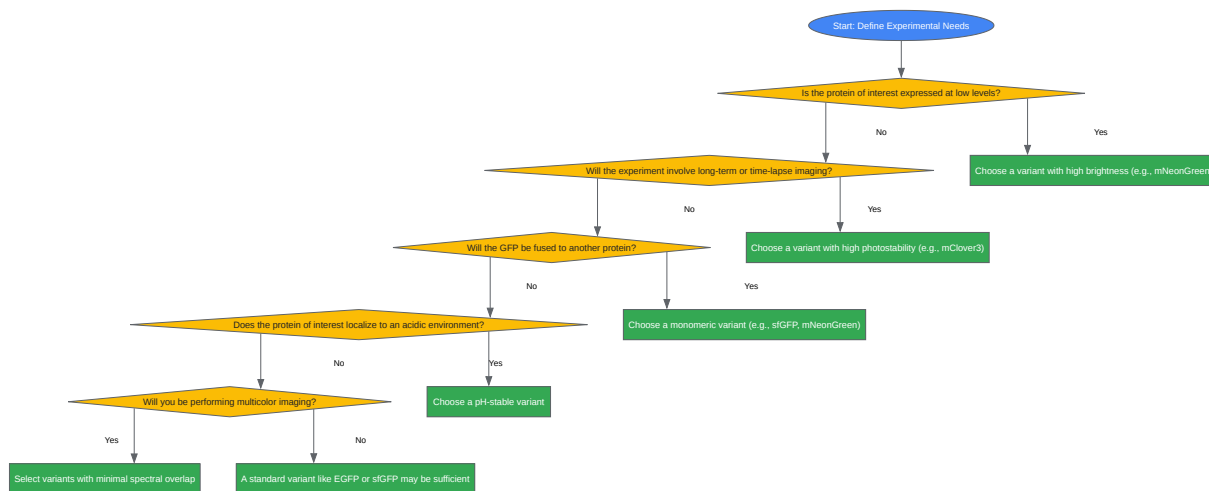 Start: Define Experimental Needs
Is the protein of interest expressed at low levels?
No
Yes
Will the experiment involve long-term or time-lapse imaging?
Choose a variant with high brightness (e.g., mNeonGreen
No
Yes
Will the GFP be fused to another protein?
Choose a variant with high photostability (e.g., mClover3)
No
Yes
Does the protein of interest localize to an acidic environment?
Choose a monomeric variant (e.g., sfGFP, mNeonGreen)
No
Yes
Will you be performing multicolor imaging?
Choose a pH-stable variant
Yes
No
Select variants with minimal spectral overlap
A standard variant like EGFP or sfGFP may be sufficient